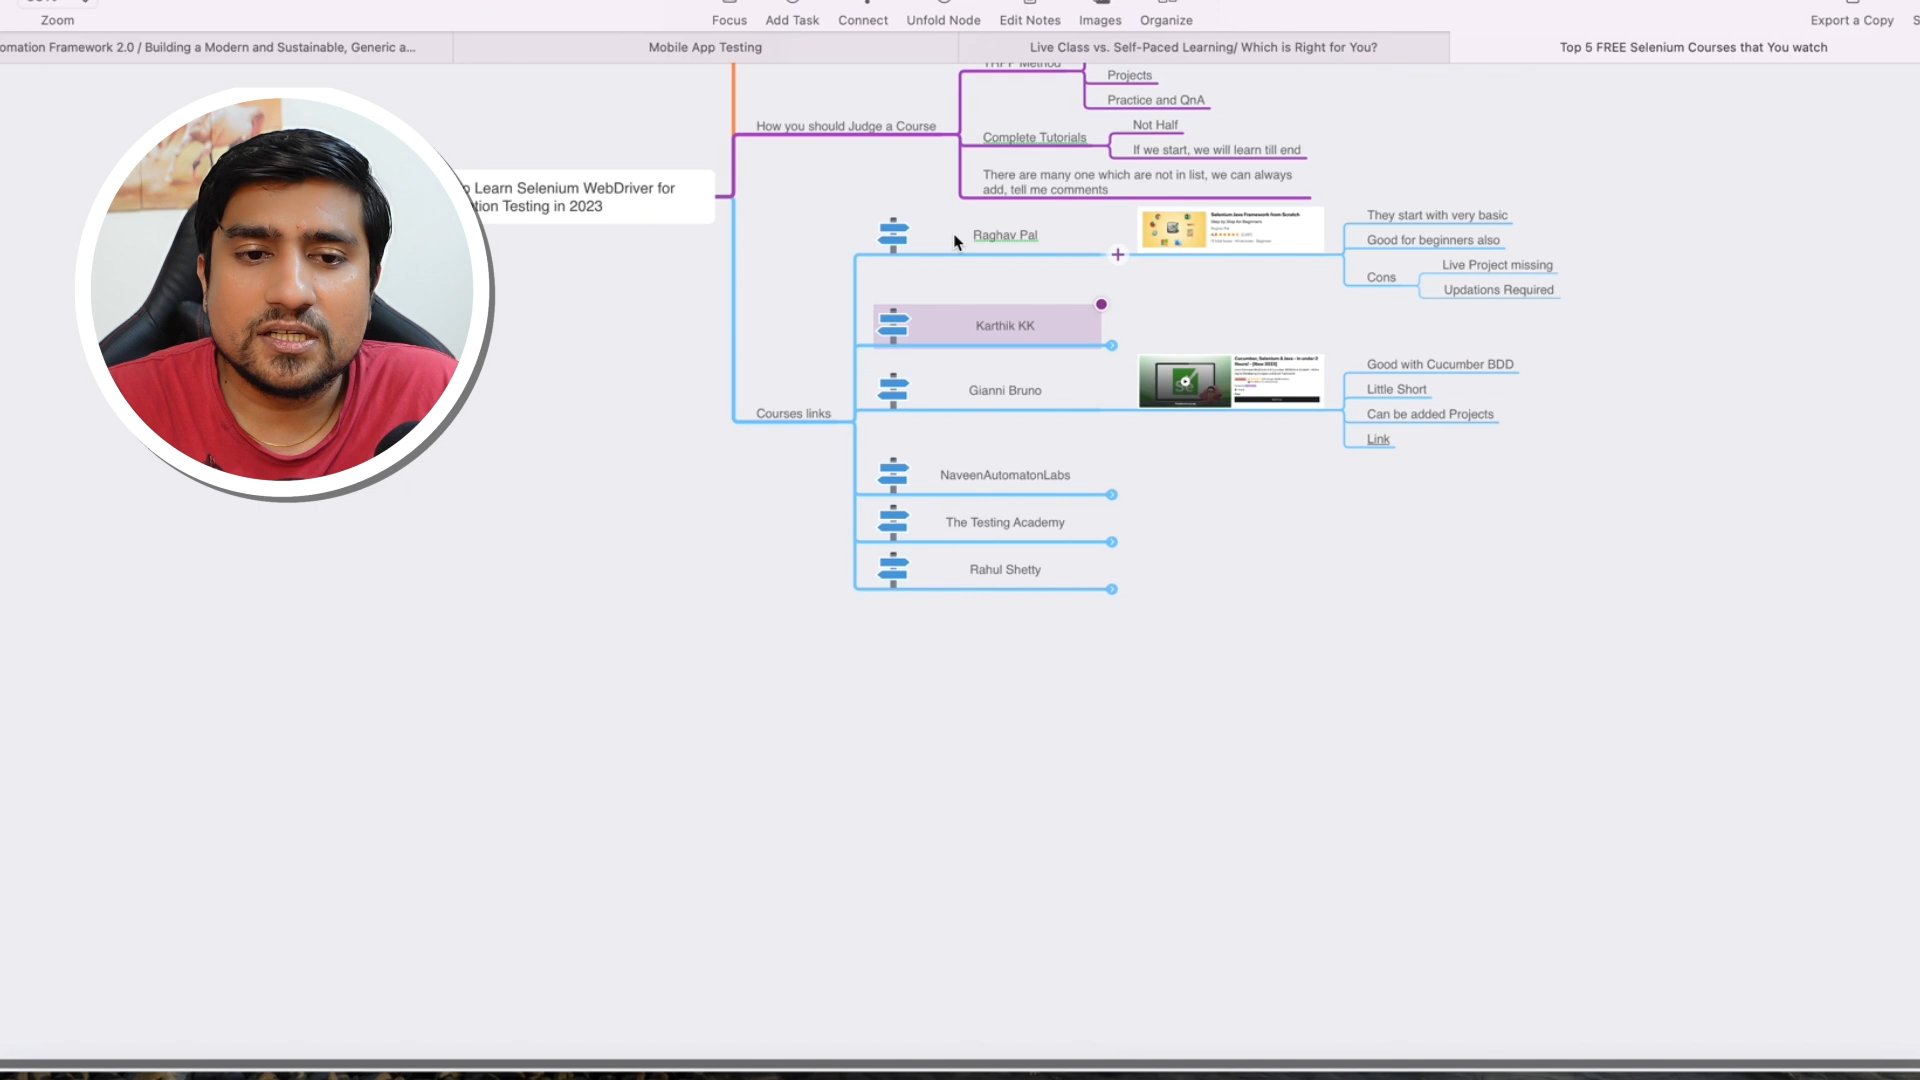 Zoom
Focus
Add Task
Connect
Unfold Node
Edit Notes
Images
Organize
Export a Copy
omation Framework 2.0 / Building a Modern and Sustainable, Generic a...
Mobile App Testing
Live Class vs. Self-Paced Learning/ Which is Right for You?
Top 5 FREE Selenium Courses that You watch
Projects
Practice and QnA
How you should Judge a Course
Complete Tutorials
Not Half
If we start, we will learn till end
There are many one which are not in list, we can always
add, tell me comments
o Learn Selenium WebDriver for
tion Testing in 2023
Courses links
Raghav Pal
Selenium Java Framework from Scratch
They start with very basic
Good for beginners also
Cons
Live Project missing
Updations Required
Karthik KK
Gianni Bruno
Good with Cucumber BDD
Little Short
Can be added Projects
Link
NaveenAutomatonLabs
The Testing Academy
Rahul Shetty